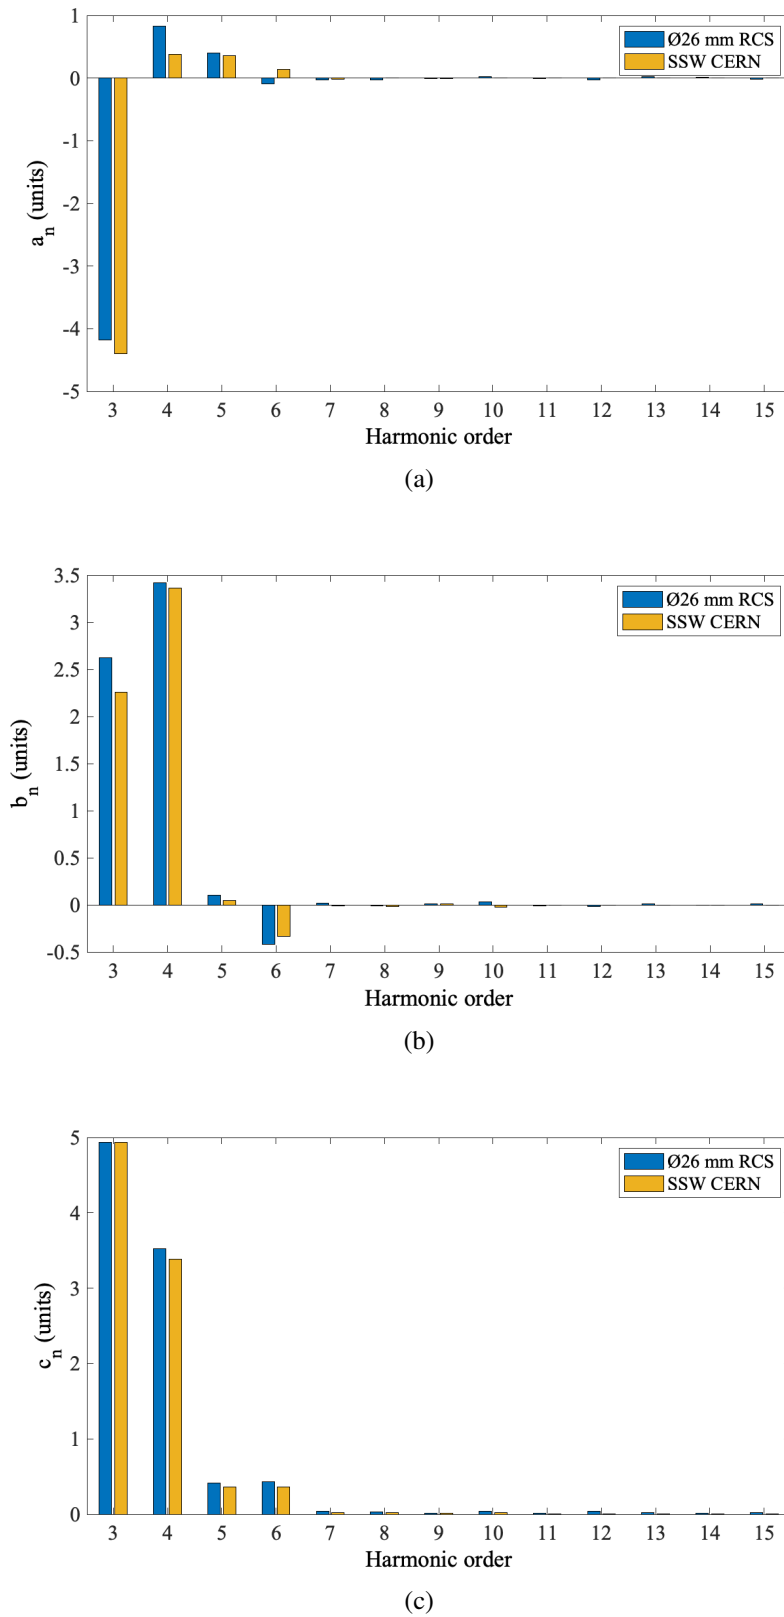 1
0
-1
-2
-3
-4
-5
a_n (units)
Ø26 mm RCS
SSW CERN
3 4 5 6 7 8 9 10 11 12 13 14 15
Harmonic order
(a)
3.5
3
2.5
2
1.5
1
0.5
0
-0.5
b_n (units)
Ø26 mm RCS
SSW CERN
3 4 5 6 7 8 9 10 11 12 13 14 15
Harmonic order
(b)
5
4
3
2
1
0
c_n (units)
Ø26 mm RCS
SSW CERN
3 4 5 6 7 8 9 10 11 12 13 14 15
Harmonic order
(c)